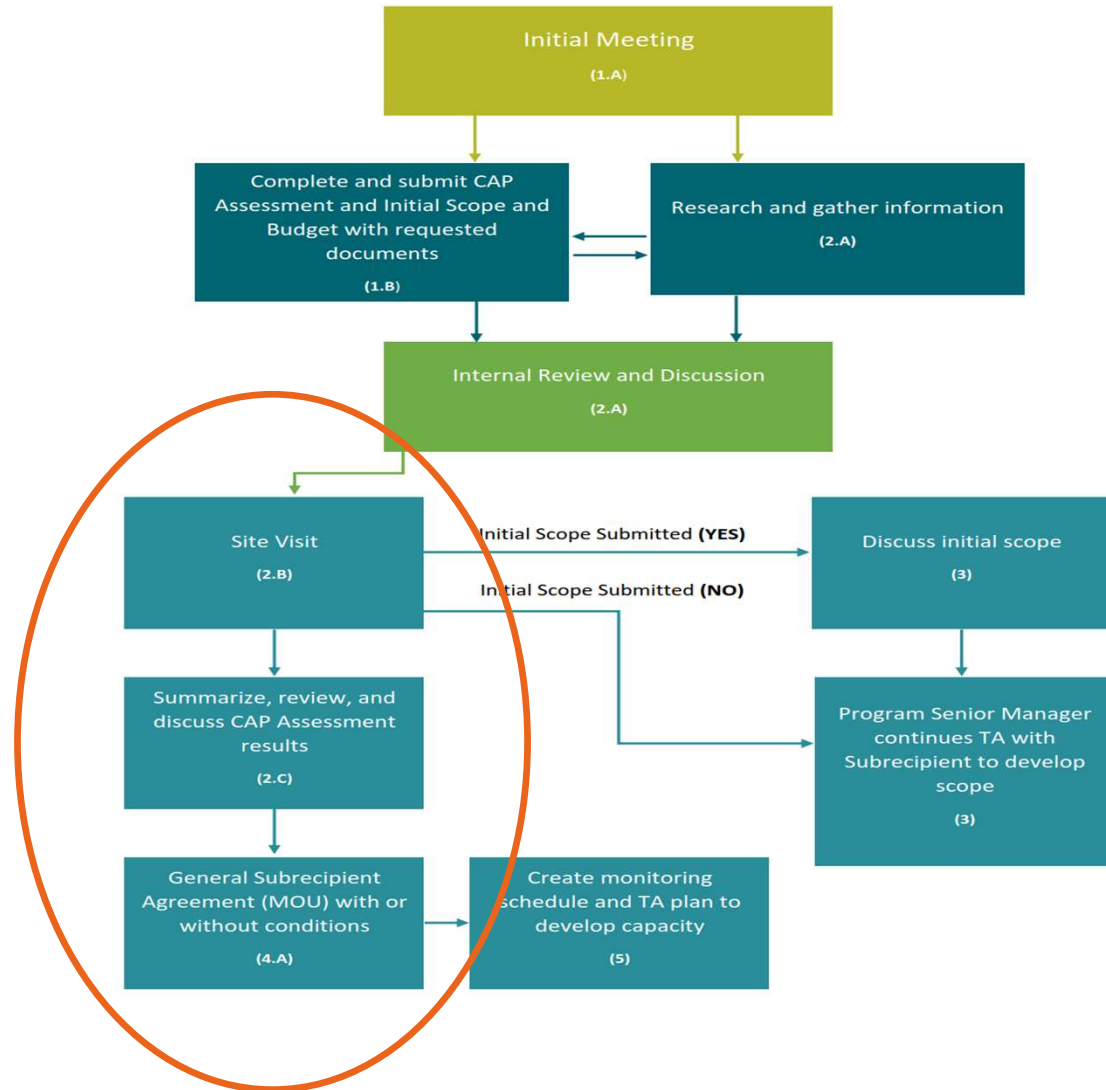 Initial Meeting
(1.A)
Complete and submit CAP
Assessment and Initial Scope and
Budget with requested
documents
(1.B)
Research and gather information
(2.A)
Internal Review and Discussion
(2.A)
Site Visit
(2.B)
Initial Scope Submitted (YES)
Initial Scope Submitted (NO)
Discuss initial scope
(3)
Summarize, review, and
discuss CAP Assessment
results
(2.C)
Program Senior Manager
continues TA with
Subrecipient to develop
scope
(3)
General Subrecipient
Agreement (MOU) with or
without conditions
(4.A)
Create monitoring
schedule and TA plan to
develop capacity
(5)